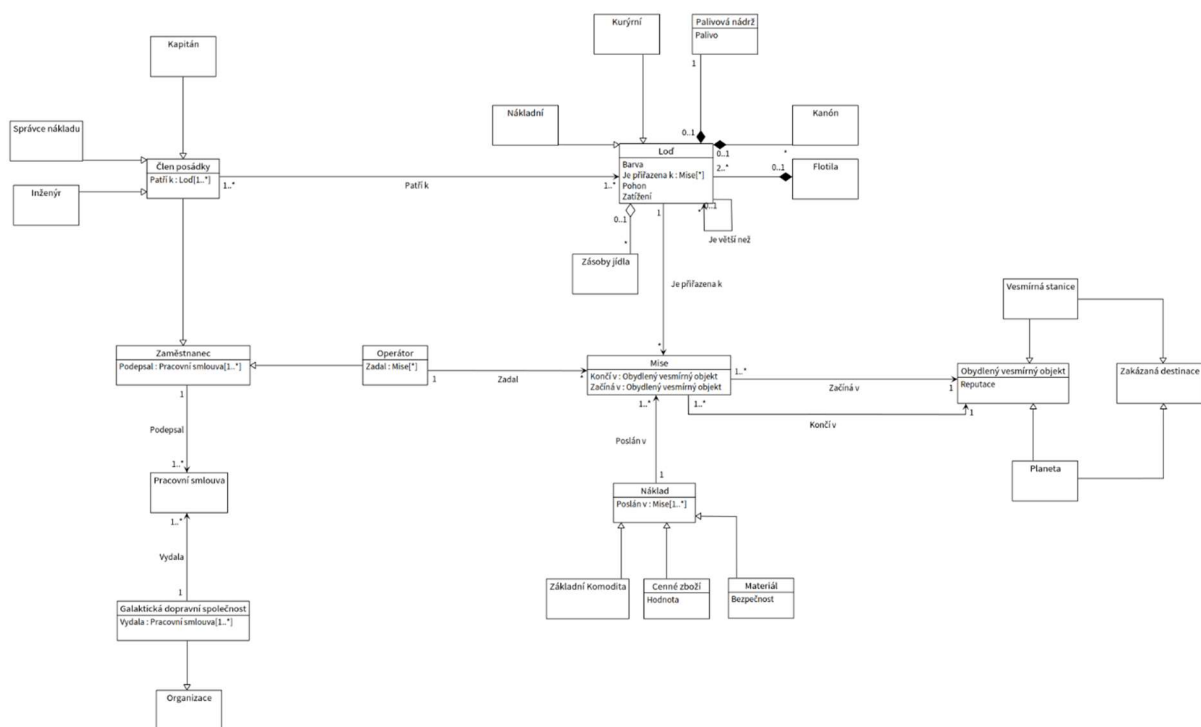 Kurýrní
Palivová nádrž
Palivo
Kapitán
1
Nákladní
Kanón
Správce nákladu
0..1
0..1
*
Loď
Člen posádky
Barva
2..*
0..1
Flotila
Patří k : Loď[1..*]
Je přiřazena k : Mise[*]
Inženýr
1..*
Patří k
1..*
Pohon
Zatížení
0..1
1
*
0..1
Je větší než
*
Zásoby jídla
Je přiřazena k
Vesmírná stanice
*
Zaměstnanec
Operátor
Mise
Podepsal : Pracovní smlouva[1..*]
Zadal : Mise[*]
Končí v : Obydlený vesmírný objekt
Začíná v : Obydlený vesmírný objekt
1..*
Obydlený vesmírný objekt
Reputace
Zakázaná destinace
1
Zadal
*
Začíná v
1
1
1..*
1..*
1
Končí v
Podepsal
Poslán v
1..*
Planeta
Pracovní smlouva
1
Náklad
Poslán v : Mise[1..*]
1..*
Vydala
Základní Komodita
Cenné zboží
Hodnota
Materiál
Bezpečnost
1
Galaktická dopravní společnost
Vydala : Pracovní smlouva[1..*]
Organizace